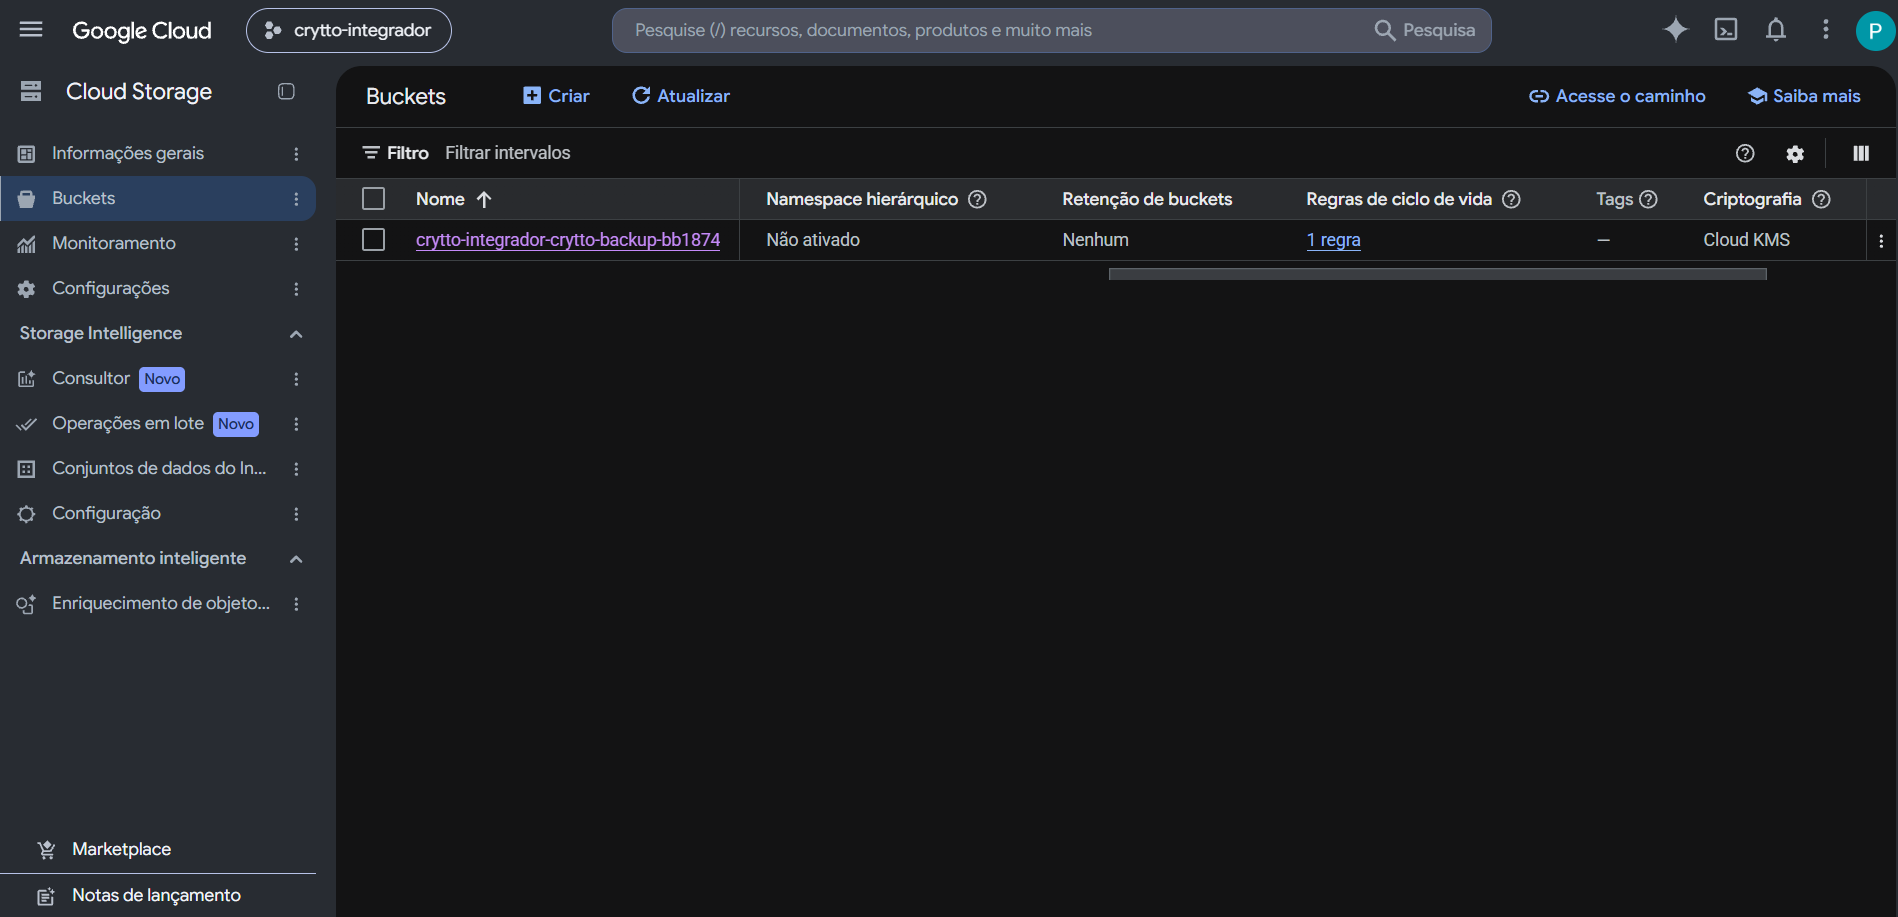 Google Cloud
crytto-integrador
Pesquise (/) recursos, documentos, produtos e muito mais
Pesquisa
P
Cloud Storage
Informações gerais
Buckets
Monitoramento
Configurações
Storage Intelligence
Consultor Novo
Operações em lote Novo
Conjuntos de dados do In...
Configuração
Armazenamento inteligente
Enriquecimento de objeto...
Marketplace
Notas de lançamento
Buckets
Criar
Atualizar
Acesse o caminho
Saiba mais
Filtro Filtrar intervalos
Nome Namespace hierárquico Retenção de buckets Regras de ciclo de vida Tags Criptografia
crytto-integrador-crytto-backup-bb1874 Não ativado Nenhum 1 regra — Cloud KMS